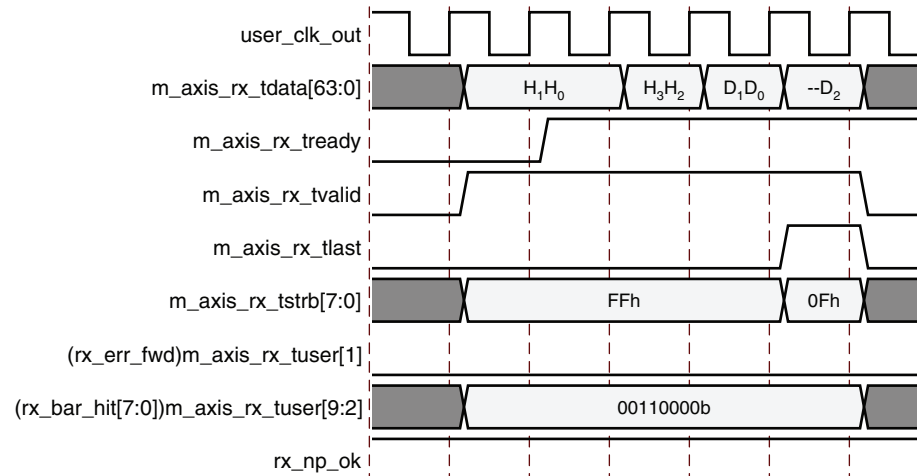 user_clk_out
m_axis_rx_tdata[63:0] H₁H₀ H₃H₂ D₁D₀ --D₂
m_axis_rx_tready
m_axis_rx_tvalid
m_axis_rx_tlast
m_axis_rx_tstrb[7:0] FFh 0Fh
(rx_err_fwd)m_axis_rx_tuser[1]
(rx_bar_hit[7:0])m_axis_rx_tuser[9:2] 00110000b
rx_np_ok